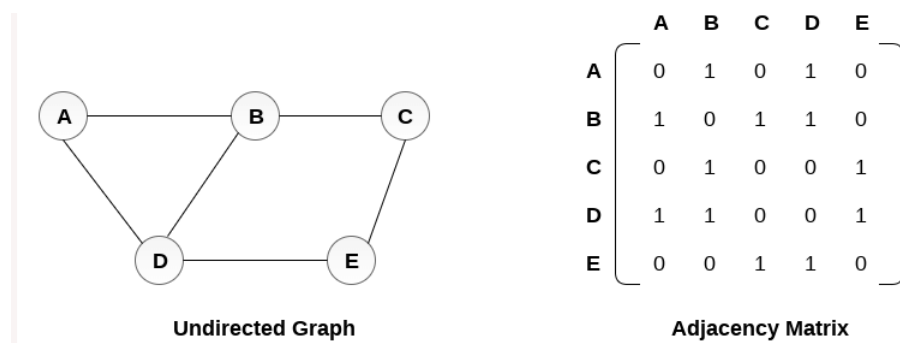 A B C
D E
Undirected Graph
A B C D E
A 0 1 0 1 0
B 1 0 1 1 0
C 0 1 0 0 1
D 1 1 0 0 1
E 0 0 1 1 0
Adjacency Matrix